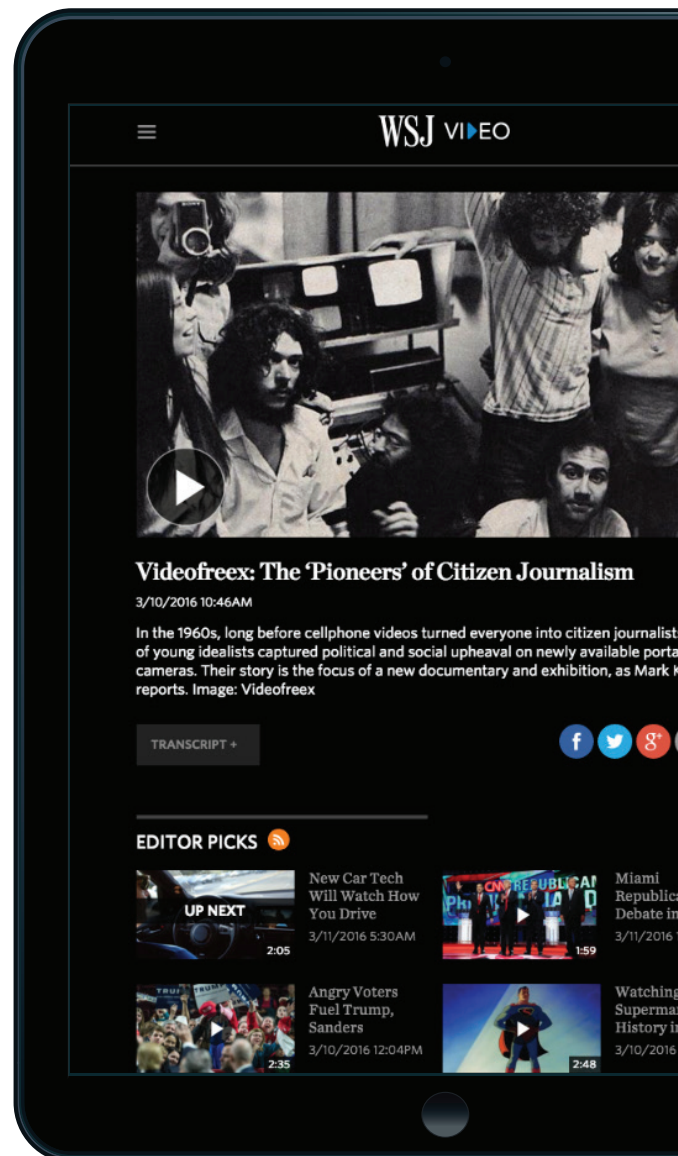 WSJ VIDEO
Videofreex: The ‘Pioneers’ of Citizen Journalism
3/10/2016 10:46AM
In the 1960s, long before cellphone videos turned everyone into citizen journalists
of young idealists captured political and social upheaval on newly available porta
cameras. Their story is the focus of a new documentary and exhibition, as Mark K
reports. Image: Videofreex
TRANSCRIPT +
EDITOR PICKS
UP NEXT
2:05
New Car Tech
Will Watch How
You Drive
3/11/2016 5:30AM
CNN REPUBLICAN
1:59
Miami
Republica
Debate in
3/11/2016
TRUMP
2:35
Angry Voters
Fuel Trump,
Sanders
3/10/2016 12:04PM
2:48
Watching
Superma
History i
3/10/2016